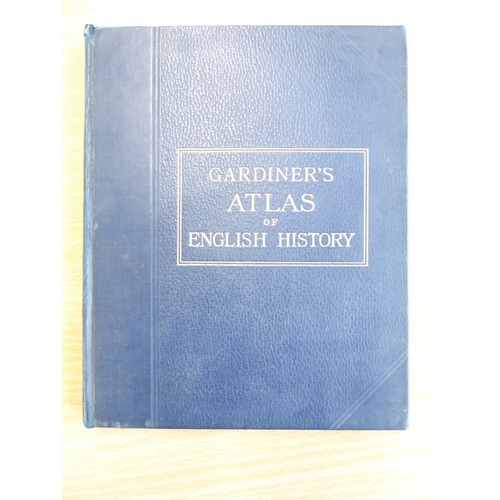 GARDINER'S
ATLAS
OF
ENGLISH HISTORY